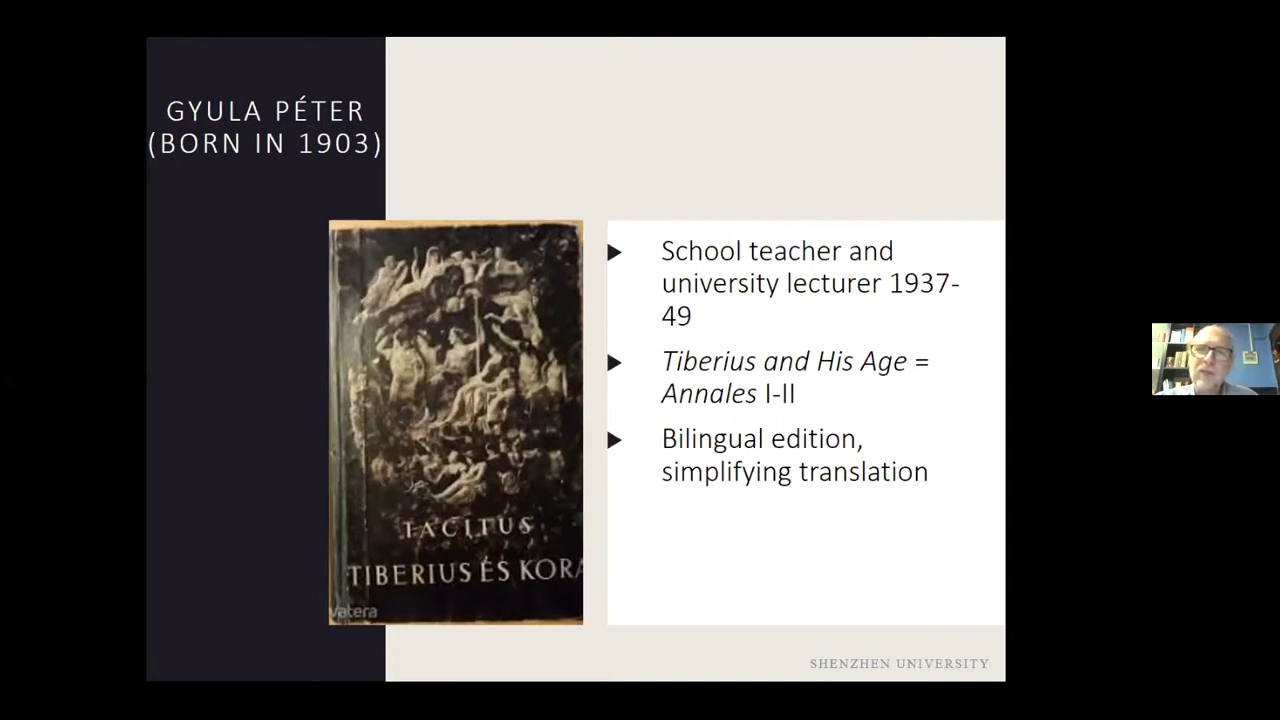 GYULA PÉTER
(BORN IN 1903)
School teacher and
university lecturer 1937-
49
Tiberius and His Age =
Annales I-II
Bilingual edition,
simplifying translation
TACITUS
TIBERIUS ÉS KORA
vatera
SHENZHEN UNIVERSITY